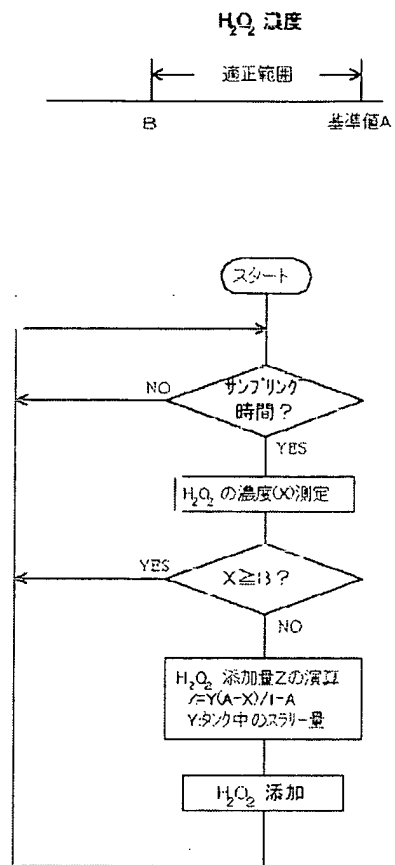 H₂O₂ 濃度
適正範囲
B
基準値A
スタート
サンプリング
時間?
NO
YES
H₂O₂ の濃度(X)測定
YES
X≧B?
NO
H₂O₂ 添加量Zの演算
Z=Y(A-X)/1-A
Y:タンク中のスラリー量
H₂O₂ 添加